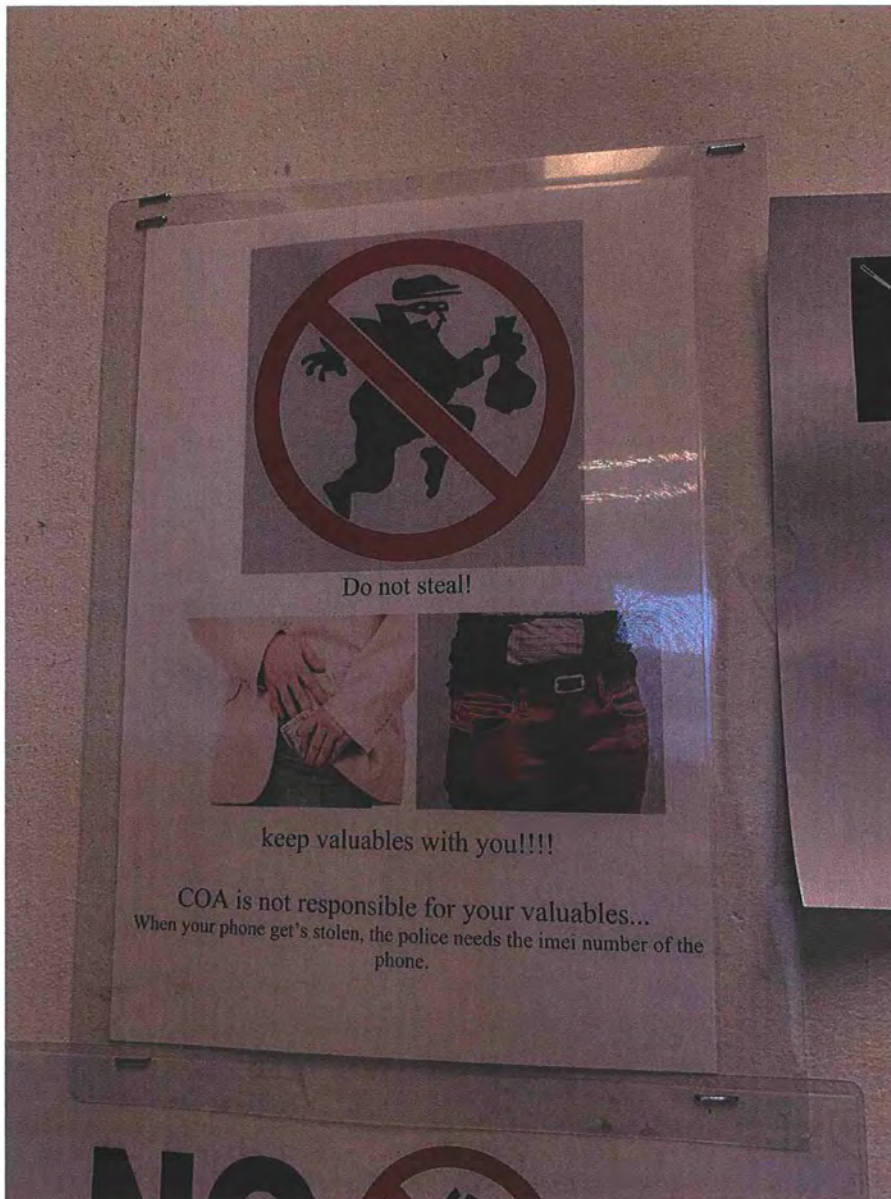 Do not steal!
keep valuables with you!!!!
COA is not responsible for your valuables...
When your phone get's stolen, the police needs the imei number of the
phone.
NO